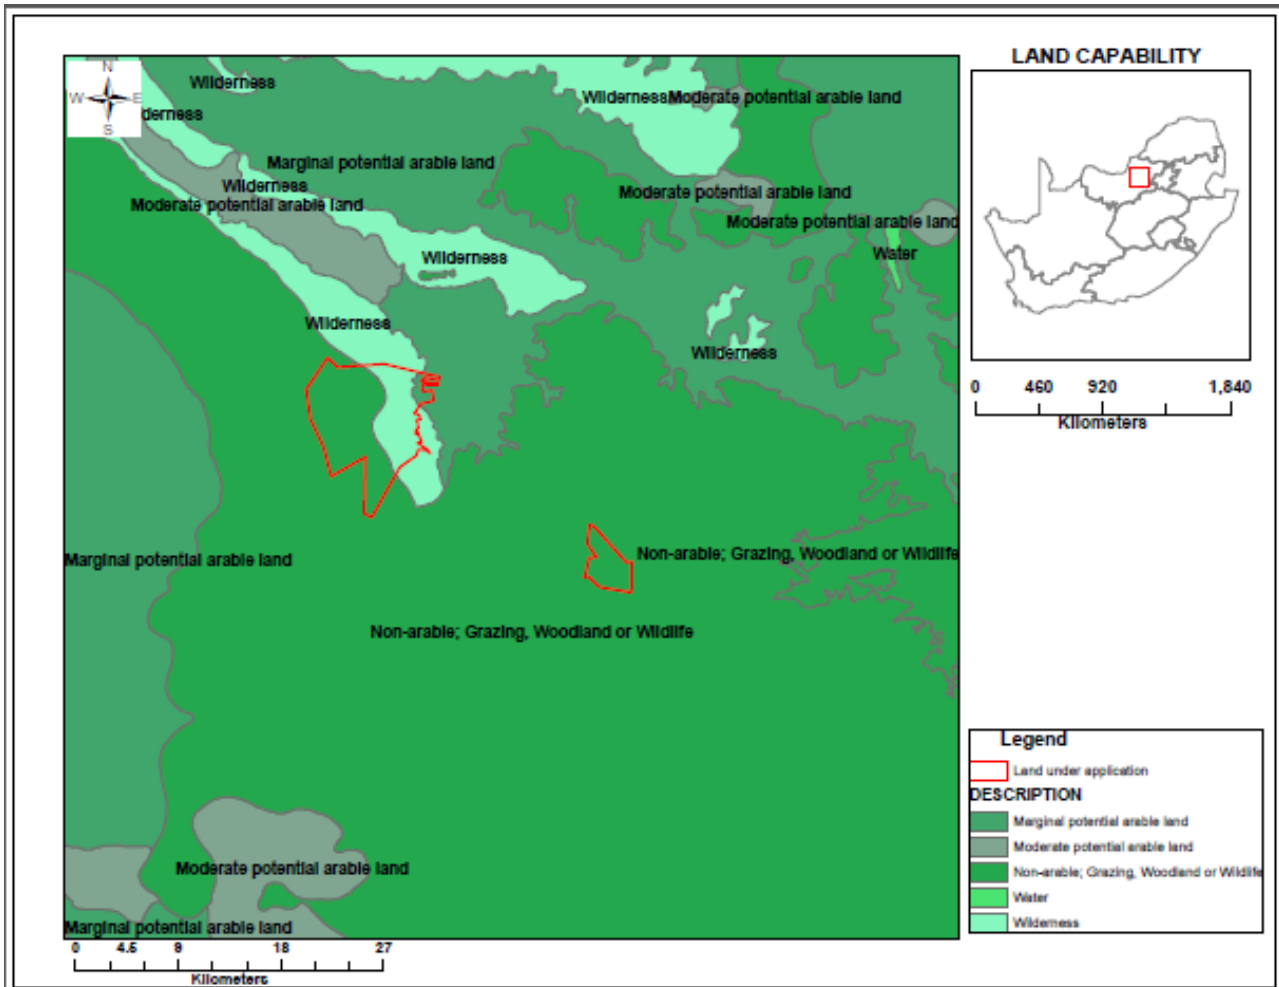 LAND CAPABILITY
N
W E
S
Wilderness
derness
Wilderness
Moderate potential arable land
Marginal potential arable land
Wilderness
Moderate potential arable land
Moderate potential arable land
Moderate potential arable land
Water
Wilderness
Wilderness
Wilderness
Marginal potential arable land
Non-arable; Grazing, Woodland or Wildlife
Non-arable; Grazing, Woodland or Wildlife
Moderate potential arable land
Marginal potential arable land
0 4.5 9 18 27
Kilometers
0 460 920 1,840
Kilometers
Legend
Land under application
DESCRIPTION
Marginal potential arable land
Moderate potential arable land
Non-arable; Grazing, Woodland or Wildlife
Water
Wilderness